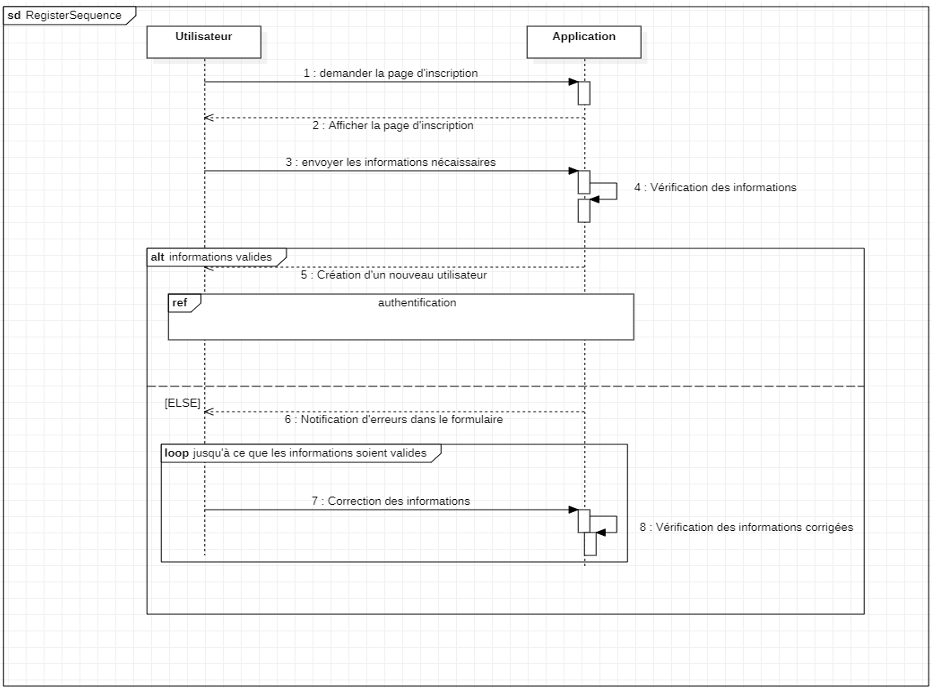 sd RegisterSequence
Utilisateur
Application
1 : demander la page d'inscription
2 : Afficher la page d'inscription
3 : envoyer les informations nécaissaires
4 : Vérification des informations
alt informations valides
5 : Création d'un nouveau utilisateur
ref
authentification
[ELSE]
6 : Notification d'erreurs dans le formulaire
loop jusqu'à ce que les informations soient valides
7 : Correction des informations
8 : Vérification des informations corrigées